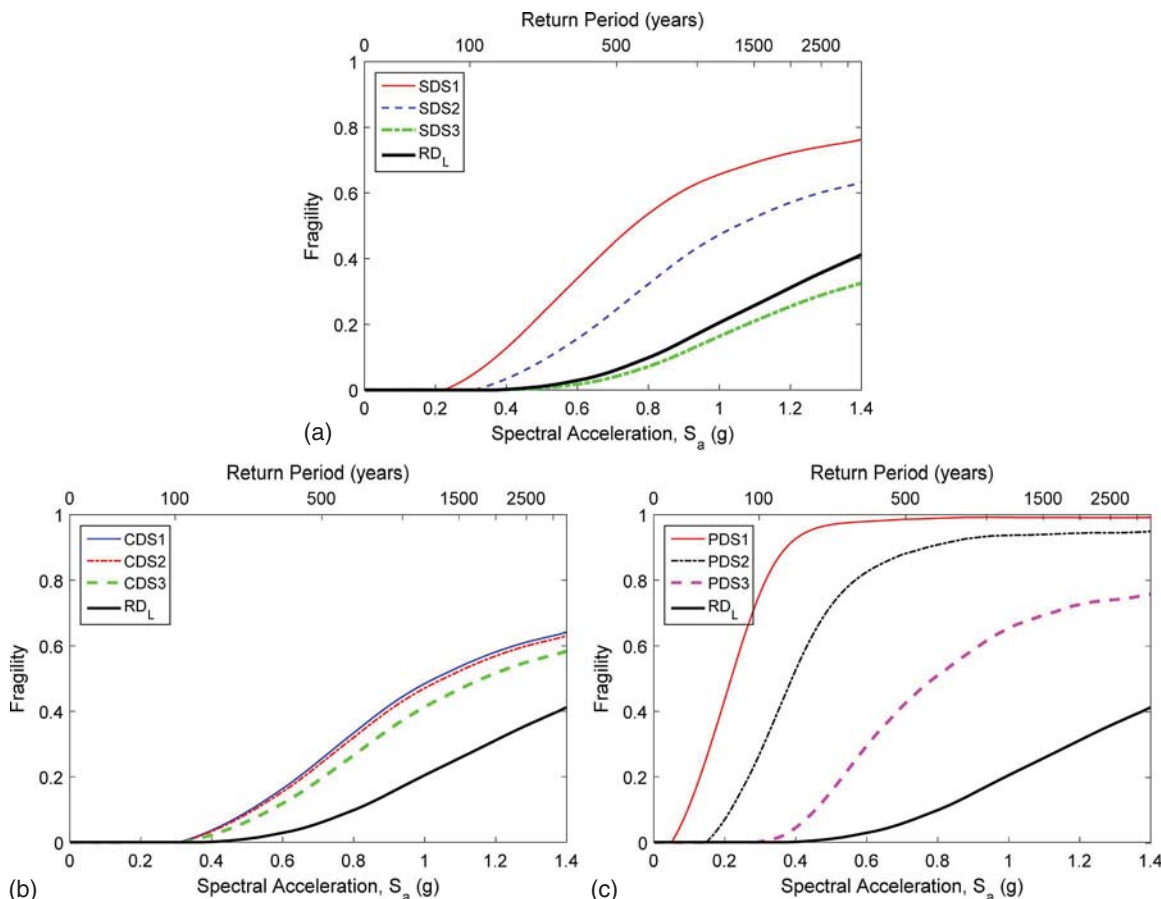 Return Period (years)
0 100 500 1500 2500
1
0.8
0.6
0.4
0.2
0
Fragility
SDS1
SDS2
SDS3
RD_L
0 0.2 0.4 0.6 0.8 1 1.2 1.4
(a)
Spectral Acceleration, S_a (g)
Return Period (years)
0 100 500 1500 2500
1
0.8
0.6
0.4
0.2
0
Fragility
CDS1
CDS2
CDS3
RD_L
0 0.2 0.4 0.6 0.8 1 1.2 1.4
(b)
Spectral Acceleration, S_a (g)
Return Period (years)
0 100 500 1500 2500
1
0.8
0.6
0.4
0.2
0
Fragility
PDS1
PDS2
PDS3
RD_L
0 0.2 0.4 0.6 0.8 1 1.2 1.4
(c)
Spectral Acceleration, S_a (g)